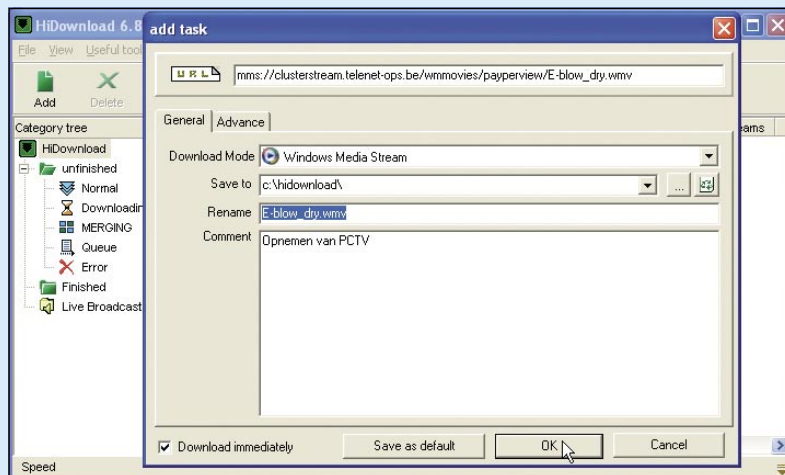 HiDownload 6.8
add task
File View Useful tool
URL mms://clusterstream.telenet-ops.be/wmmovies/payperview/E-blow_dry.wmv
Add Delete
General Advance
Category tree
HiDownload
unfinished
Normal
Downloadin
MERGING
Queue
Error
Finished
Live Broadcast
Download Mode Windows Media Stream
Save to c:\hidownload\ ...
Rename E-blow_dry.wmv
Comment Opnemen van PCTV
eams
Download immediately Save as default OK Cancel
Speed